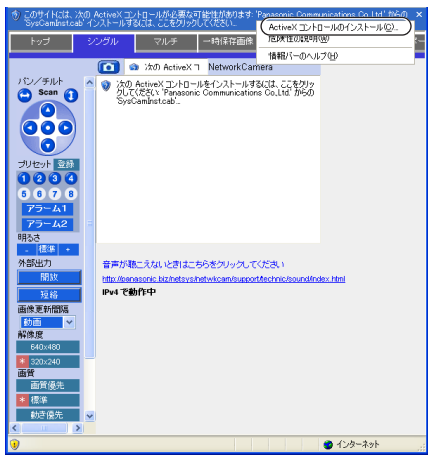 このサイトには、次の ActiveX コントロールが必要な可能性があります: 'Panasonic Communications Co.,Ltd.' からの
'SysCamInst.cab'。インストールするには、ここをクリックしてください...
ActiveX コントロールのインストール(C)...
危険性の説明(W)
情報バーのヘルプ(H)
トップ
シングル
マルチ
一時保存画像
次の ActiveX コ
NetworkCamera
次の ActiveX コントロールをインストールするには、ここをクリッ
クしてください: 'Panasonic Communications Co.,Ltd.' からの
'SysCamInst.cab'...
パン/チルト
Scan
プリセット 登録
1 2 3 4
5 6 7 8
アラーム1
アラーム2
明るさ
- 標準 +
外部出力
開放
短絡
画像更新間隔
動画
解像度
640x480
* 320x240
画質
画質優先
* 標準
動き優先
音声が聴こえないときはこちらをクリックしてください
http://panasonic.biz/netsys/netwkcam/support/technic/sound/index.html
IPv4 で動作中
インターネット